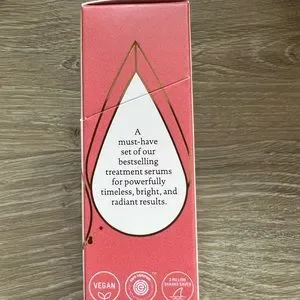 A
must-have
set of our
bestselling
treatment serums
for powerfully
timeless, bright, and
radiant results.
VEGAN